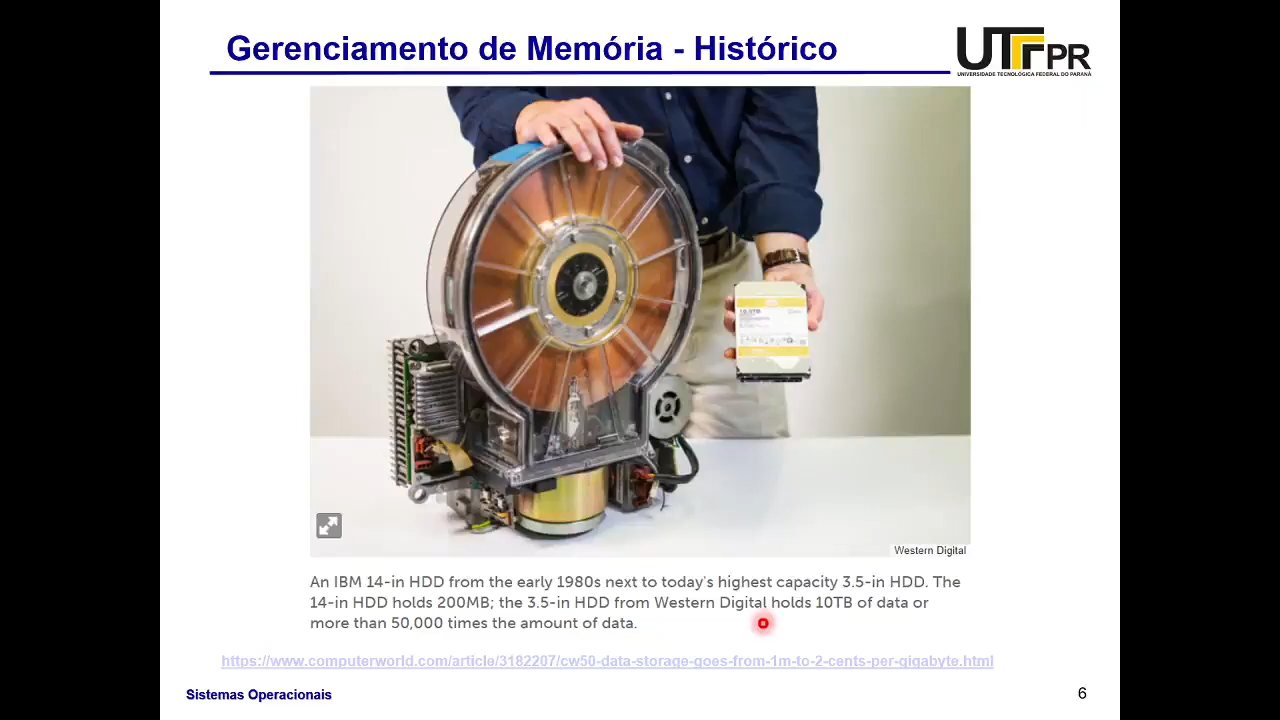 Gerenciamento de Memória - Histórico
UTFPR
UNIVERSIDADE TECNOLÓGICA FEDERAL DO PARANÁ
Western Digital
An IBM 14-in HDD from the early 1980s next to today's highest capacity 3.5-in HDD. The
14-in HDD holds 200MB; the 3.5-in HDD from Western Digital holds 10TB of data or
more than 50,000 times the amount of data.
https://www.computerworld.com/article/3182207/cw50-data-storage-goes-from-1m-to-2-cents-per-gigabyte.html
Sistemas Operacionais
6